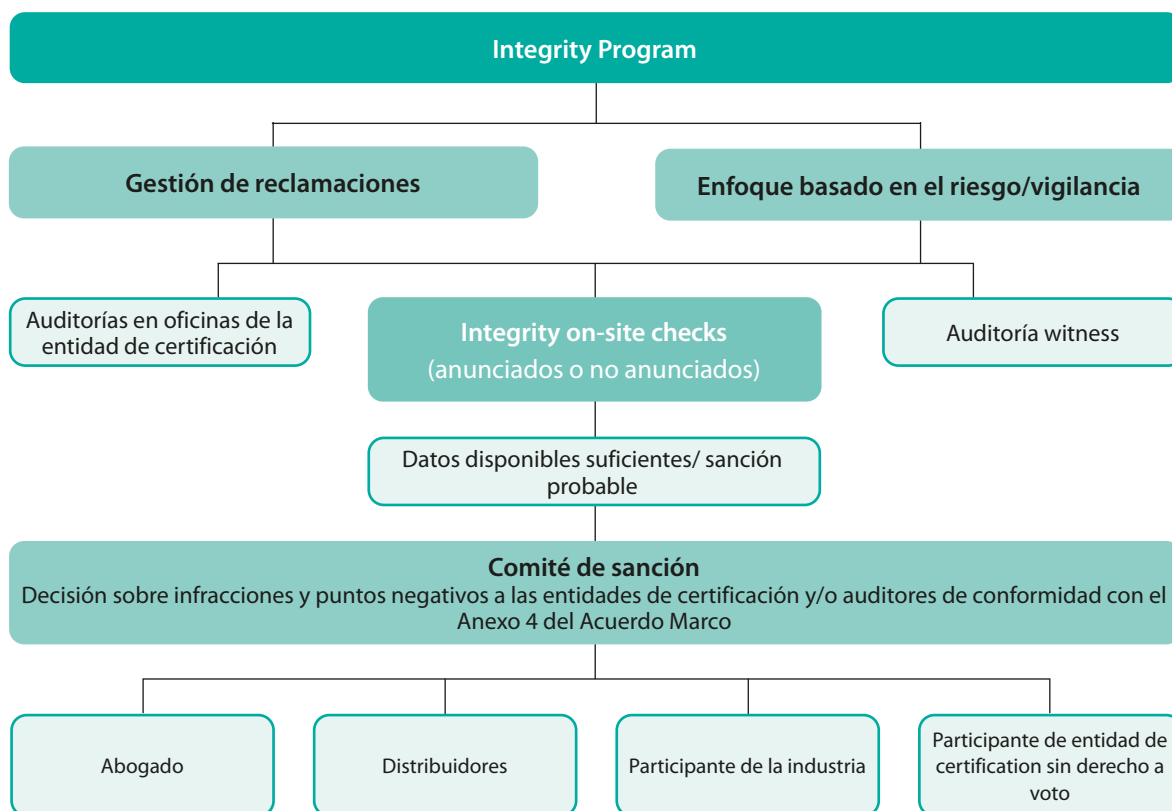 Integrity Program
Gestión de reclamaciones
Enfoque basado en el riesgo/vigilancia
Auditorías en oficinas de la
entidad de certificación
Integrity on-site checks
(anunciados o no anunciados)
Auditoría witness
Datos disponibles suficientes/ sanción
probable
Comité de sanción
Decisión sobre infracciones y puntos negativos a las entidades de certificación y/o auditores de conformidad con el
Anexo 4 del Acuerdo Marco
Abogado
Distribuidores
Participante de la industria
Participante de entidad de
certification sin derecho a
voto